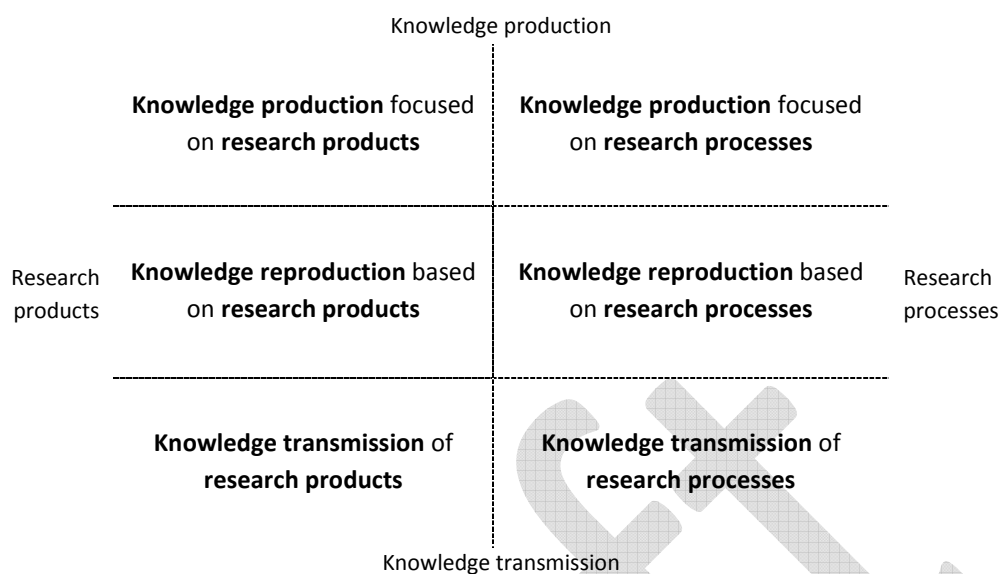 Knowledge production
Knowledge production focused
on research products
Knowledge production focused
on research processes
Research
products
Knowledge reproduction based
on research products
Knowledge reproduction based
on research processes
Research
processes
Knowledge transmission of
research products
Knowledge transmission of
research processes
Knowledge transmission